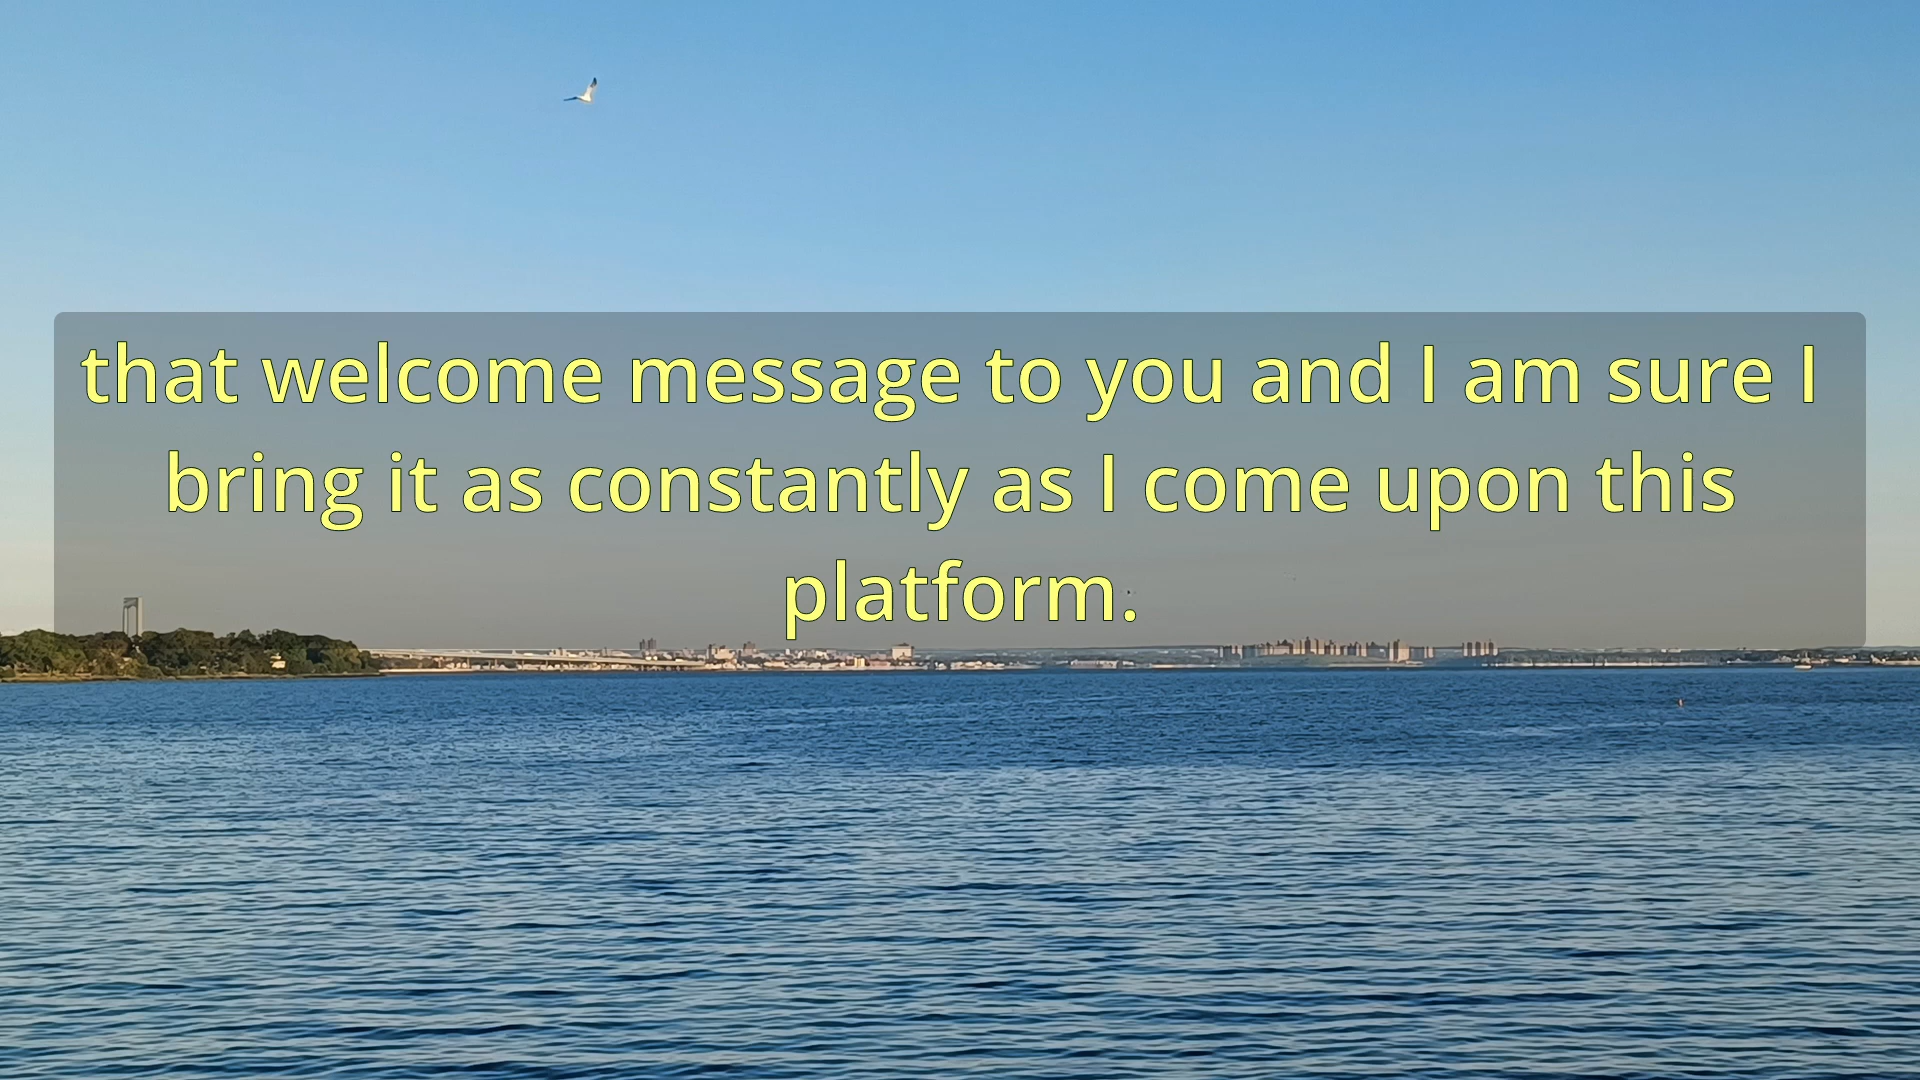 that welcome message to you and I am sure I
bring it as constantly as I come upon this
platform.